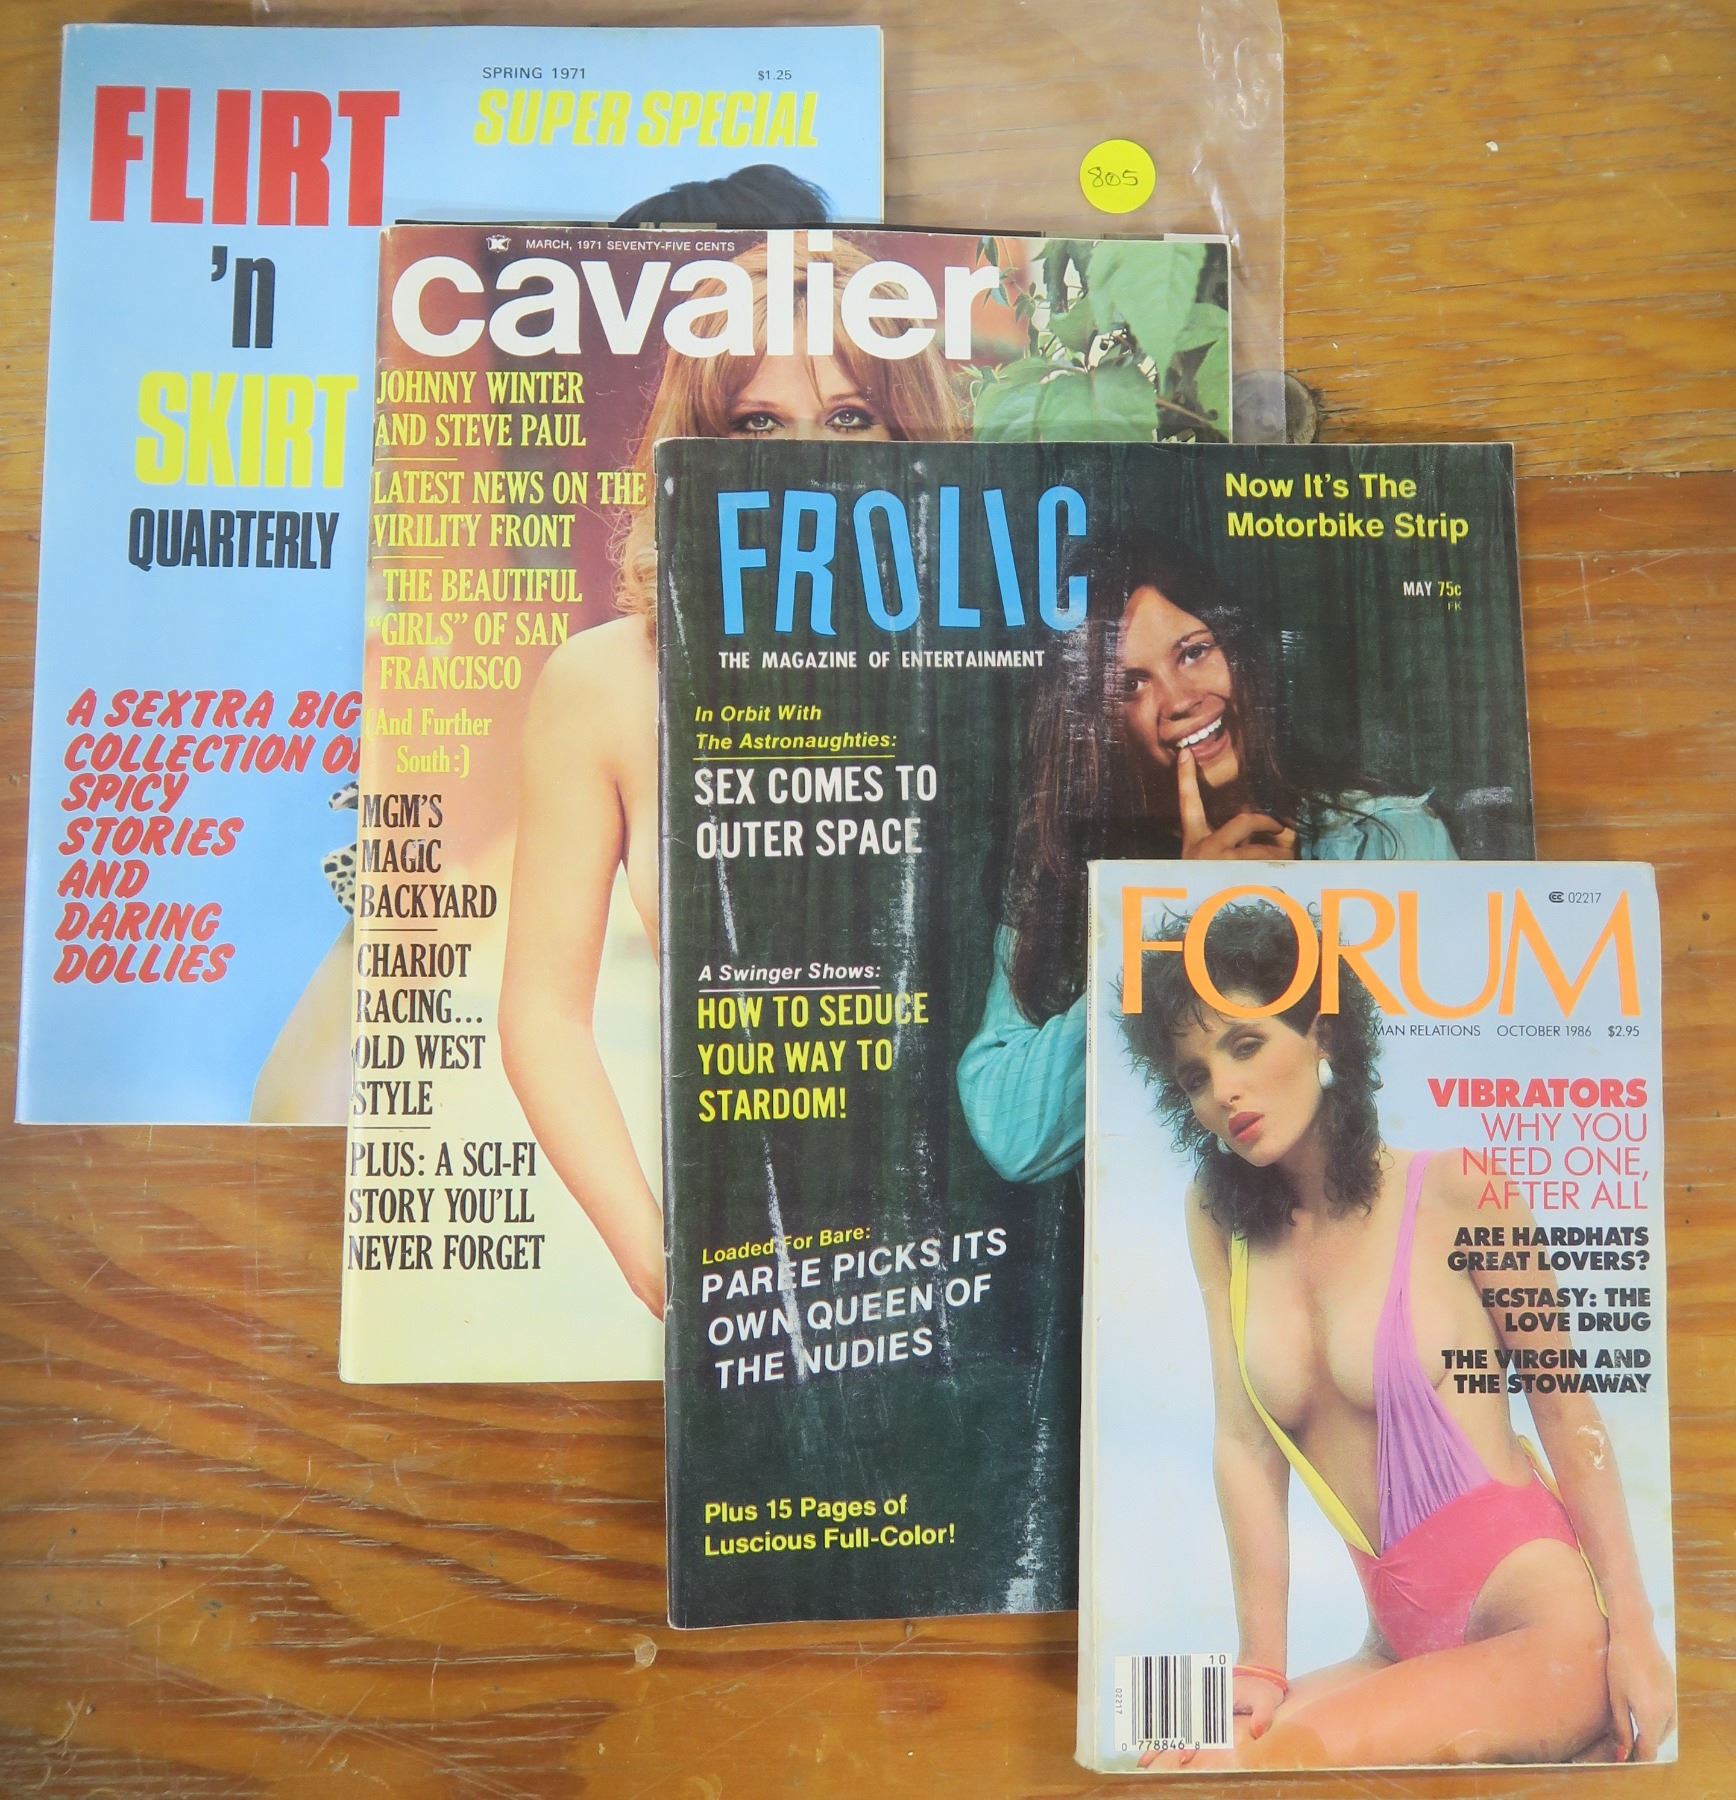 SPRING 1971 $1.25
FLIRT
SUPER SPECIAL
'n
SKIRT
QUARTERLY
A SEXTRA BIG
COLLECTION
SPICY
STORIES
AND
DARING
DOLLIES
805
MARCH, 1971 SEVENTY-FIVE CENTS
cavalier
JOHNNY WINTER
AND STEVE PAUL
LATEST NEWS ON THE
VIRILITY FRONT
THE BEAUTIFUL
"GIRLS" OF SAN
FRANCISCO
(And Further
South:)
MGM'S
MAGIC
BACKYARD
CHARIOT
RACING...
OLD WEST
STYLE
PLUS: A SCI-FI
STORY YOU'LL
NEVER FORGET
FROLIC
THE MAGAZINE OF ENTERTAINMENT
Now It's The
Motorbike Strip
MAY 75c
FK
In Orbit With
The Astronaughties:
SEX COMES TO
OUTER SPACE
A Swinger Shows:
HOW TO SEDUCE
YOUR WAY TO
STARDOM!
Loaded For Bare:
PAREE PICKS ITS
OWN QUEEN OF
THE NUDIES
Plus 15 Pages of
Luscious Full-Color!
02217
FORUM
MAN RELATIONS OCTOBER 1986 $2.95
VIBRATORS
WHY YOU
NEED ONE,
AFTER ALL
ARE HARDHATS
GREAT LOVERS?
ECSTASY: THE
LOVE DRUG
THE VIRGIN AND
THE STOWAWAY
10
02217
0 778846 8